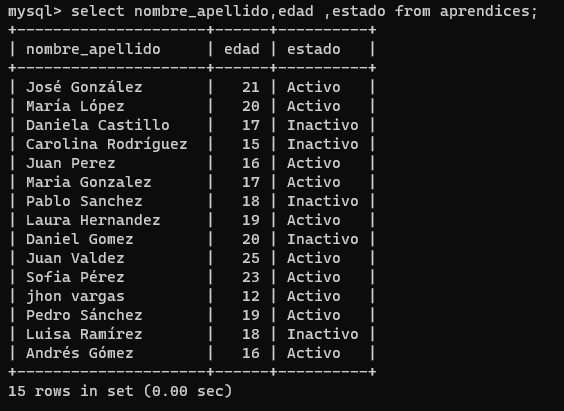 mysql> select nombre_apellido,edad ,estado from aprendices;
+---------------------+------+----------+
| nombre_apellido     | edad | estado   |
+---------------------+------+----------+
| José González       |   21 | Activo   |
| María López         |   20 | Activo   |
| Daniela Castillo    |   17 | Inactivo |
| Carolina Rodríguez  |   15 | Inactivo |
| Juan Perez          |   16 | Activo   |
| Maria Gonzalez      |   17 | Activo   |
| Pablo Sanchez       |   18 | Inactivo |
| Laura Hernandez     |   19 | Activo   |
| Daniel Gomez        |   20 | Inactivo |
| Juan Valdez         |   25 | Activo   |
| Sofia Pérez         |   23 | Activo   |
| jhon vargas         |   12 | Activo   |
| Pedro Sánchez       |   19 | Activo   |
| Luisa Ramírez       |   18 | Inactivo |
| Andrés Gómez        |   16 | Activo   |
+---------------------+------+----------+
15 rows in set (0.00 sec)